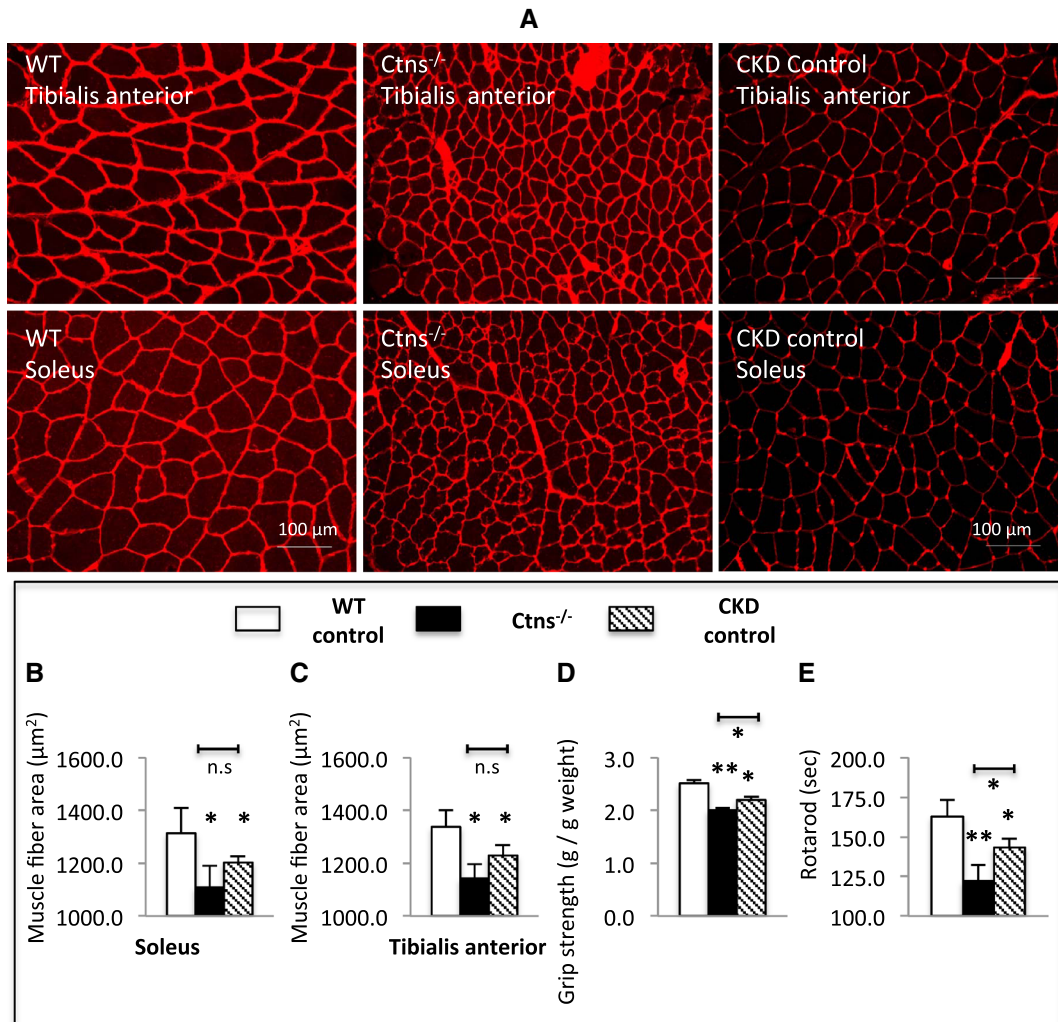 A
WT
Tibialis anterior
Ctns-/-
Tibialis anterior
CKD Control
Tibialis anterior
WT
Soleus
100 µm
Ctns-/-
Soleus
CKD control
Soleus
100 µm
WT
control
Ctns-/-
CKD
control
B
Muscle fiber area (µm2)
1600.0
1400.0
1200.0
1000.0
n.s
*
*
Soleus
C
Muscle fiber area (µm2)
1600.0
1400.0
1200.0
1000.0
n.s
*
*
Tibialis anterior
D
Grip strength (g / g weight)
3.0
2.0
1.0
0.0
*
**
*
E
Rotarod (sec)
200.0
175.0
150.0
125.0
100.0
*
**
*